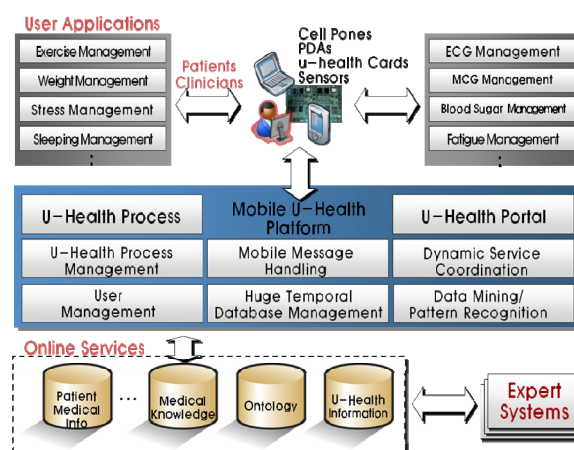 User Applications
Exercise Management
Weight Management
Stress Management
Sleeping Management
:
Patients
Clinicians
Cell Pones
PDAs
u-health Cards
Sensors
ECG Management
MCG Management
Blood Sugar Management
Fatigue Management
:
U-Health Process
Mobile U-Health
Platform
U-Health Portal
U-Health Process
Management
Mobile Message
Handling
Dynamic Service
Coordination
User
Management
Huge Temporal
Database Management
Data Mining/
Pattern Recognition
Online Services
Patient
Medical
Info
...
Medical
Knowledge
Ontology
U-Health
Information
Expert
Systems